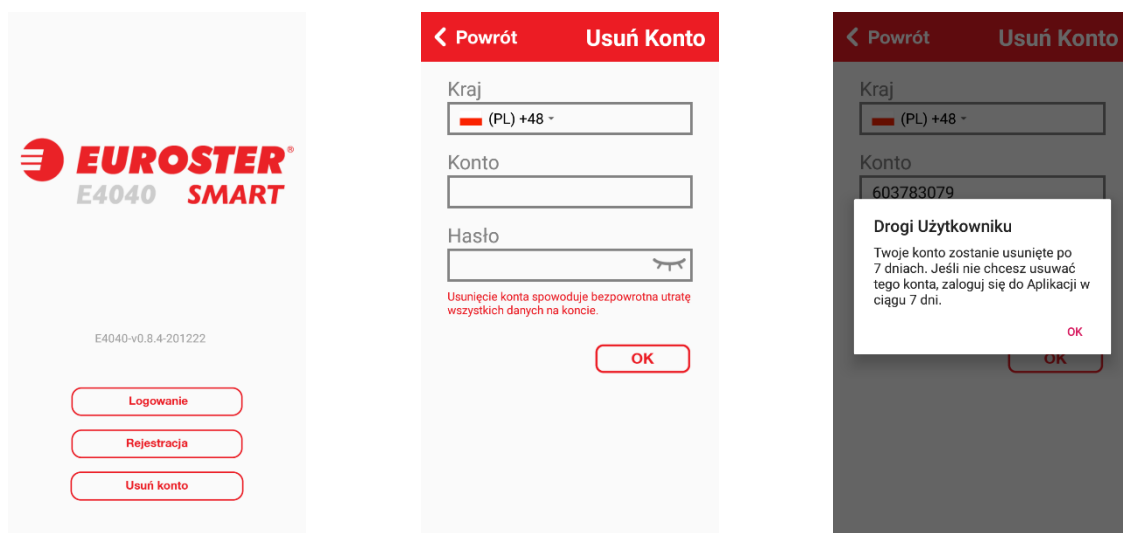 EUROSTER®
E4040 SMART
E4040-v0.8.4-201222
Logowanie
Rejestracja
Usuń konto
Powrót Usuń Konto
Kraj
(PL) +48
Konto
Hasło
Usunięcie konta spowoduje bezpowrotna utratę
wszystkich danych na koncie.
OK
Powrót Usuń Konto
Kraj
(PL) +48
Konto
603783079
Drogi Użytkowniku
Twoje konto zostanie usunięte po
7 dniach. Jeśli nie chcesz usuwać
tego konta, zaloguj się do Aplikacji w
ciągu 7 dni.
OK
OK